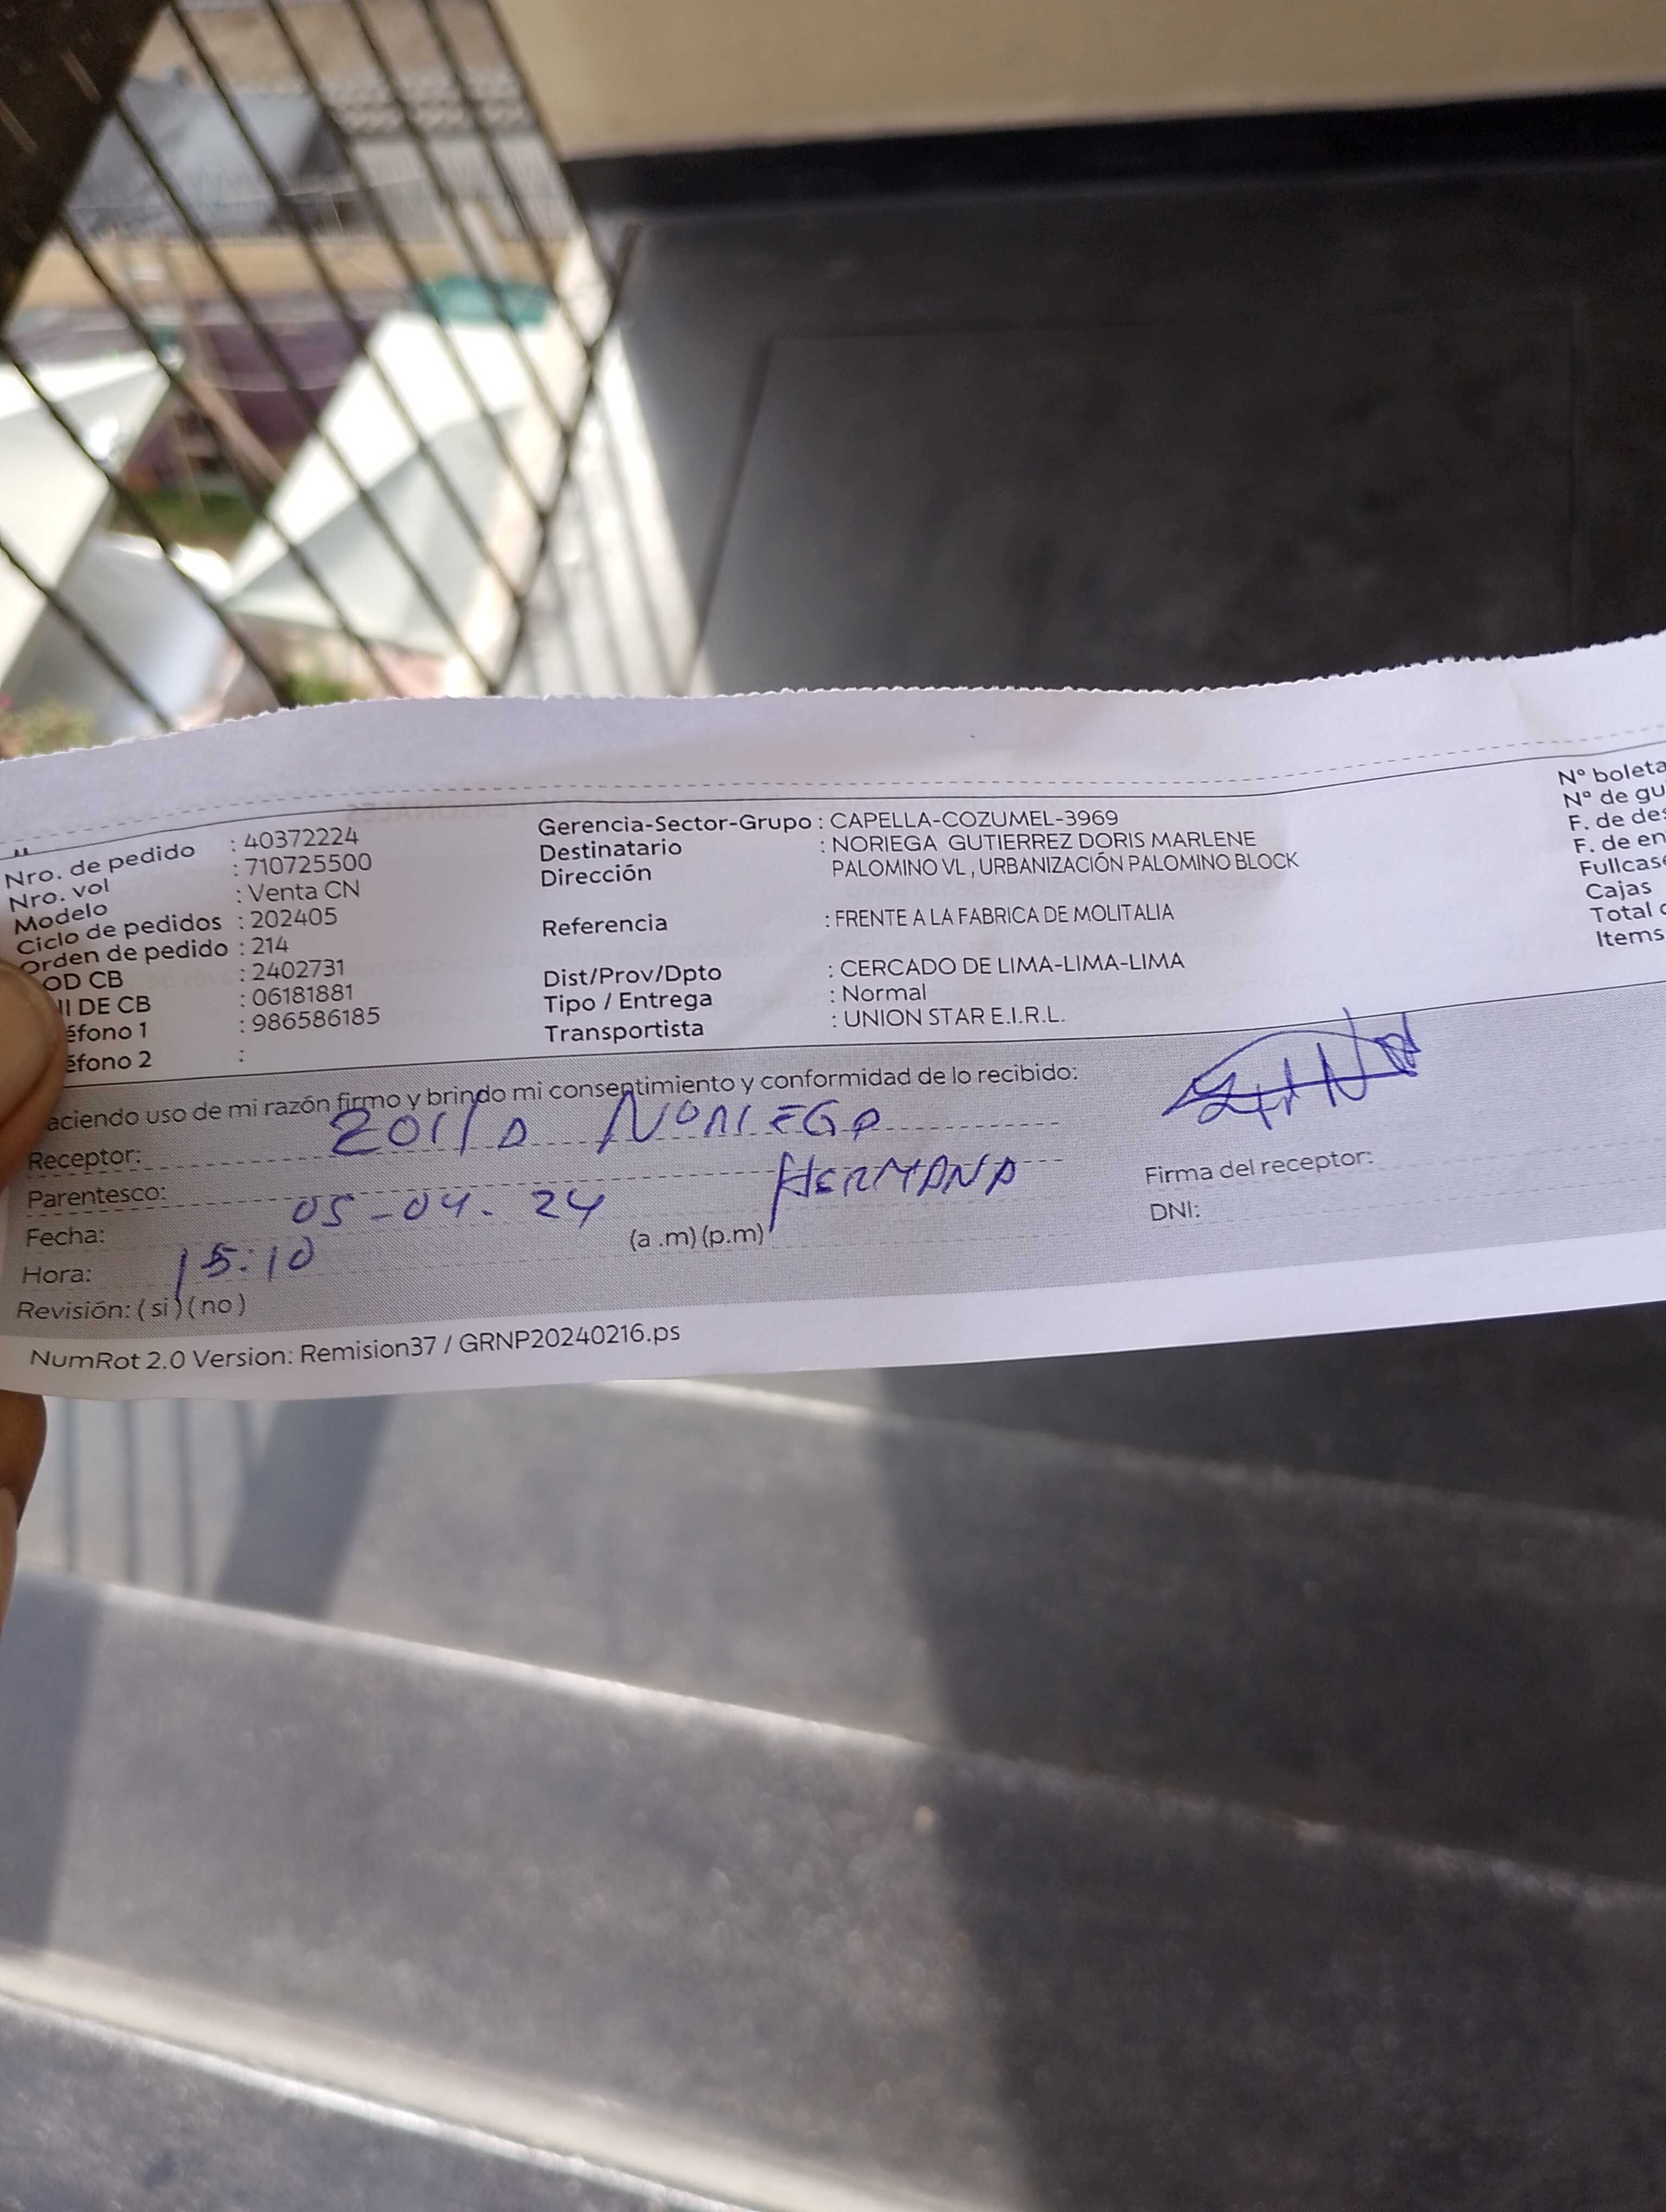 Nro. de pedido : 40372224
Nro. vol : 710725500
Modelo : Venta CN
Ciclo de pedidos : 202405
Orden de pedido : 214
OD CB : 2402731
NI DE CB : 06181881
éfono 1 : 986586185
éfono 2 :
Gerencia-Sector-Grupo : CAPELLA-COZUMEL-3969
Destinatario : NORIEGA GUTIERREZ DORIS MARLENE
Dirección PALOMINO VL , URBANIZACIÓN PALOMINO BLOCK
Referencia : FRENTE A LA FABRICA DE MOLITALIA
Dist/Prov/Dpto : CERCADO DE LIMA-LIMA-LIMA
Tipo / Entrega : Normal
Transportista : UNION STAR E.I.R.L.
N° boleta
N° de gu
F. de des
F. de en
Fullcase
Cajas
Total
Items
aciendo uso de mi razón firmo y brindo mi consentimiento y conformidad de lo recibido:
Receptor: ZOILA NORIEGA
Parentesco: HERMANA
Fecha: 05-04-24
Hora: 15:10 (a .m) (p.m)
Revisión: ( si ) ( no )
Firma del receptor:
DNI:
NumRot 2.0 Version: Remision37 / GRNP20240216.ps